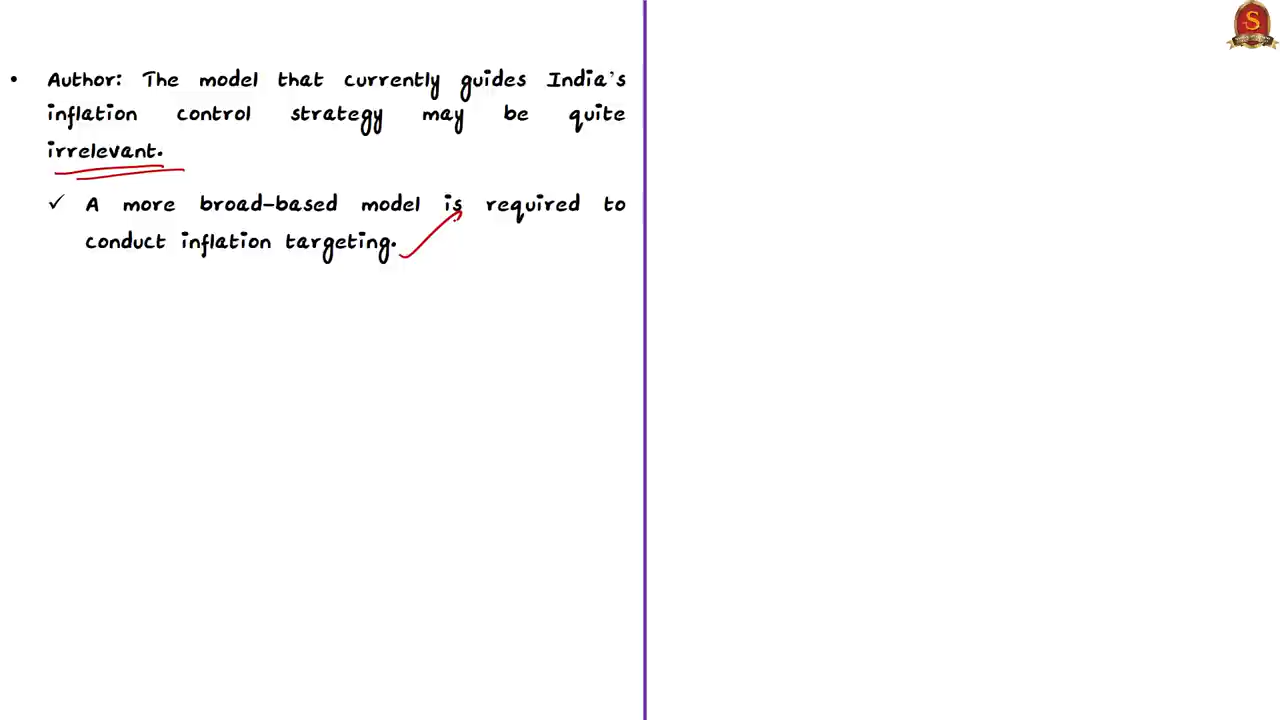 • Author: The model that currently guides India's
inflation control strategy may be quite
irrelevant.
✓ A more broad-based model is required to
conduct inflation targeting.
S